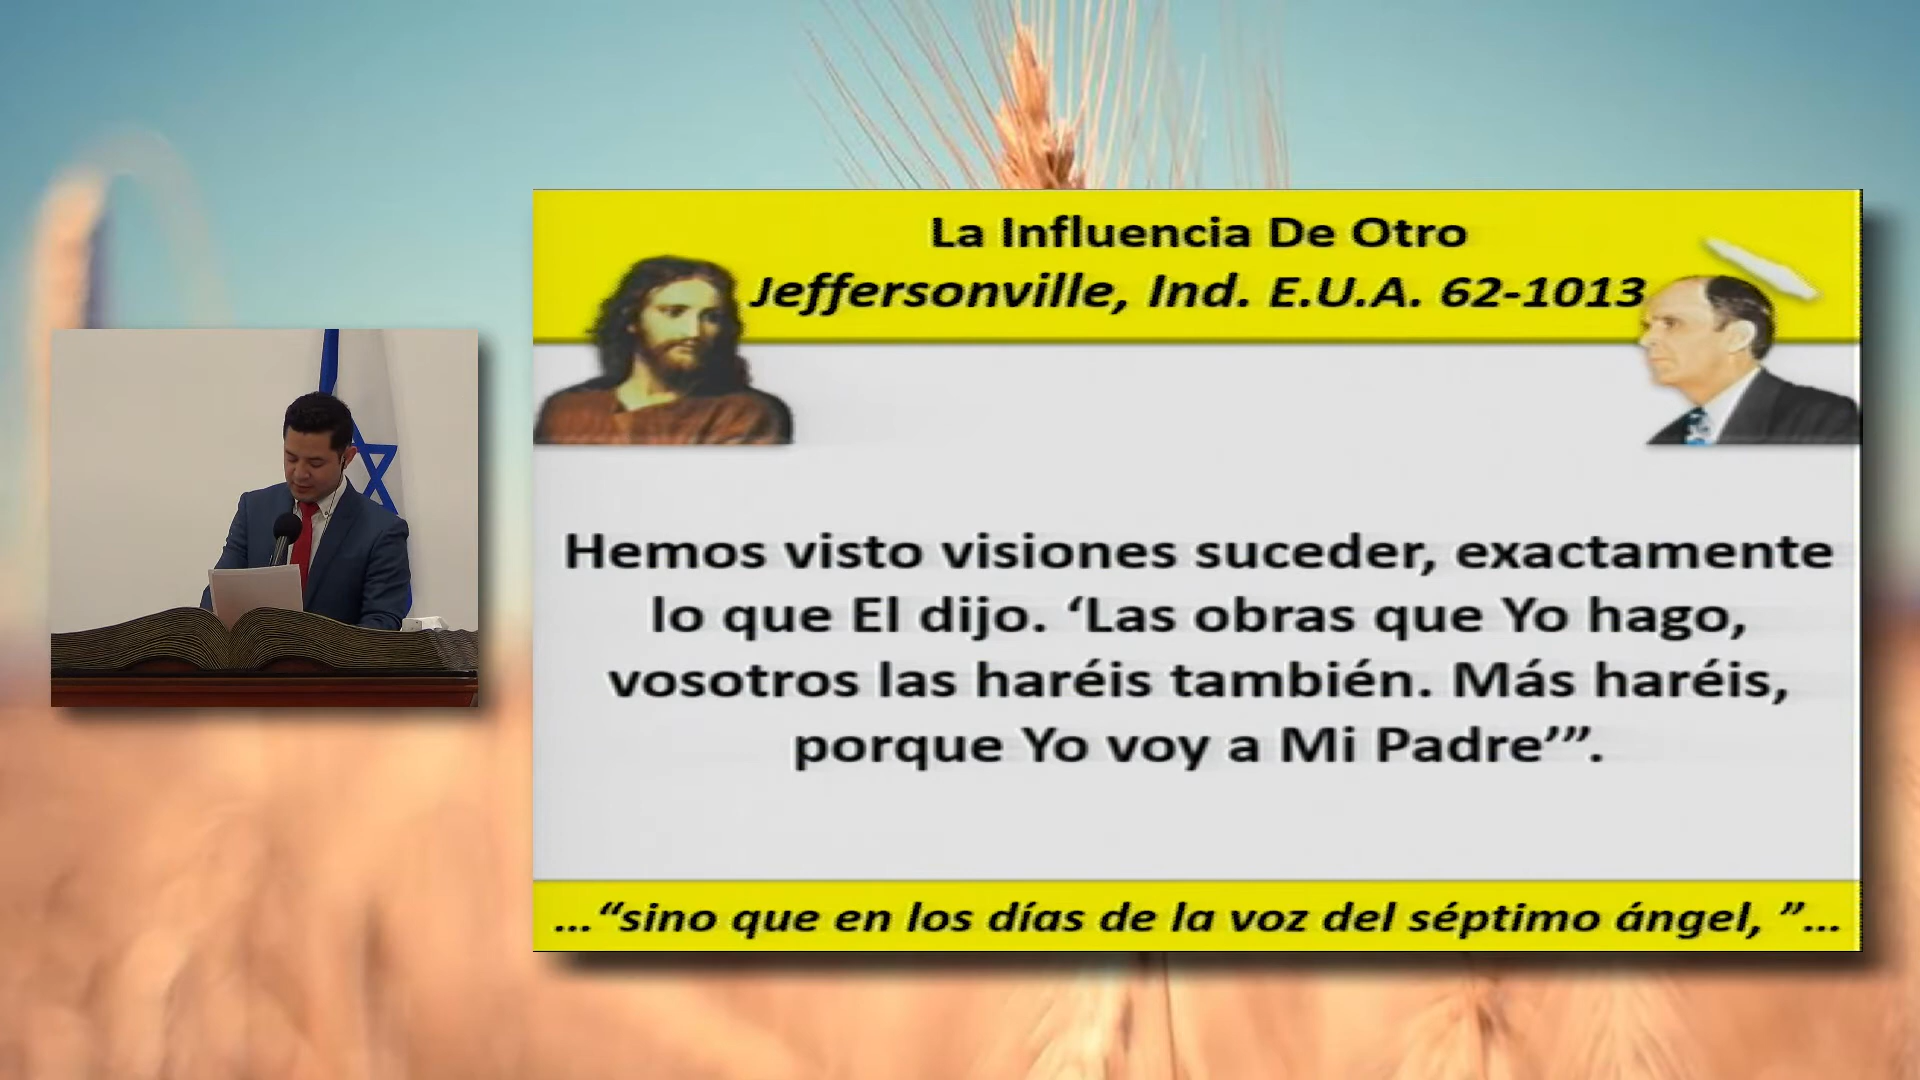 La Influencia De Otro
Jeffersonville, Ind. E.U.A. 62-1013
Hemos visto visiones suceder, exactamente
lo que El dijo. ‘Las obras que Yo hago,
vosotros las haréis también. Más haréis,
porque Yo voy a Mi Padre’”.
...“sino que en los días de la voz del séptimo ángel, ”...